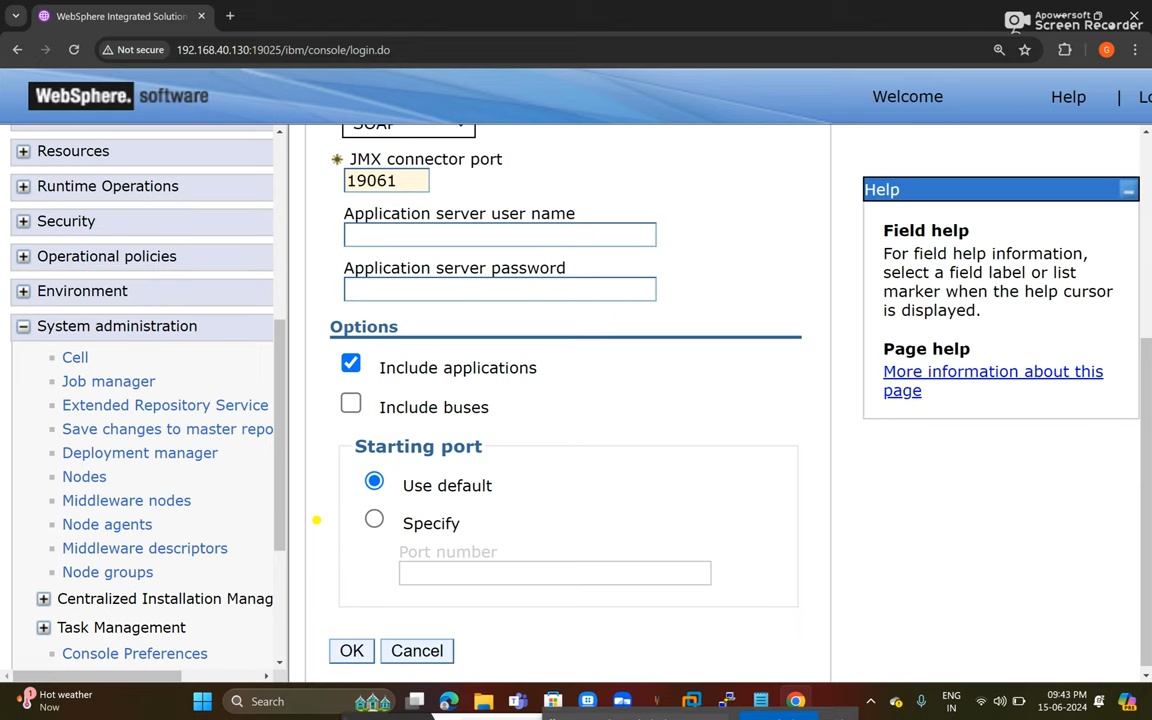 WebSphere Integrated Solution
Apowersoft
Screen Recorder
Not secure
192.168.40.130:19025/ibm/console/login.do
G
WebSphere. software
Welcome
Help
|
Lo
Resources
Runtime Operations
Security
Operational policies
Environment
System administration
Cell
Job manager
Extended Repository Service
Save changes to master repo
Deployment manager
Nodes
Middleware nodes
Node agents
Middleware descriptors
Node groups
Centralized Installation Manag
Task Management
Console Preferences
SOAP
JMX connector port
19061
Application server user name
Application server password
Options
Include applications
Include buses
Starting port
Use default
Specify
Port number
OK
Cancel
Help
Field help
For field help information,
select a field label or list
marker when the help cursor
is displayed.
Page help
More information about this
page
Hot weather
Now
Search
ENG
IN
09:43 PM
15-06-2024